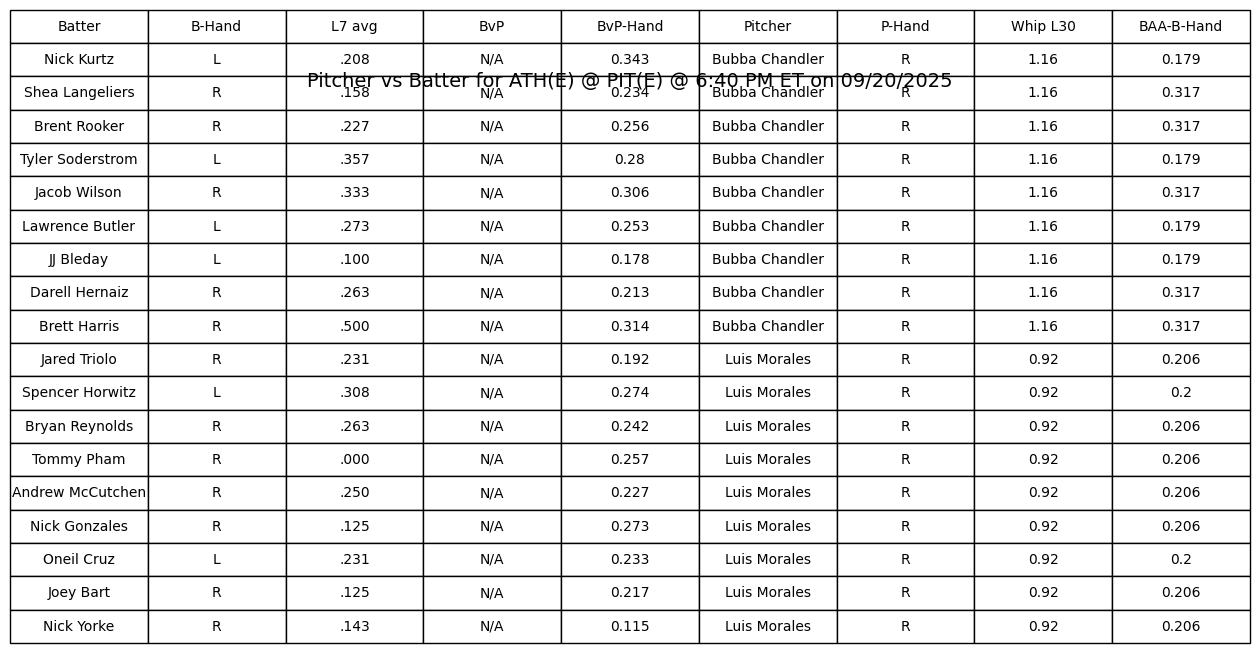 Batter B-Hand L7 avg BvP BvP-Hand Pitcher P-Hand Whip L30 BAA-B-Hand
Nick Kurtz L .208 N/A 0.343 Bubba Chandler R 1.16 0.179
Pitcher vs Batter for ATH(E) @ PIT(E) @ 6:40 PM ET on 09/20/2025
Shea Langeliers R .158 N/A 0.234 Bubba Chandler R 1.16 0.317
Brent Rooker R .227 N/A 0.256 Bubba Chandler R 1.16 0.317
Tyler Soderstrom L .357 N/A 0.28 Bubba Chandler R 1.16 0.179
Jacob Wilson R .333 N/A 0.306 Bubba Chandler R 1.16 0.317
Lawrence Butler L .273 N/A 0.253 Bubba Chandler R 1.16 0.179
JJ Bleday L .100 N/A 0.178 Bubba Chandler R 1.16 0.179
Darell Hernaiz R .263 N/A 0.213 Bubba Chandler R 1.16 0.317
Brett Harris R .500 N/A 0.314 Bubba Chandler R 1.16 0.317
Jared Triolo R .231 N/A 0.192 Luis Morales R 0.92 0.206
Spencer Horwitz L .308 N/A 0.274 Luis Morales R 0.92 0.2
Bryan Reynolds R .263 N/A 0.242 Luis Morales R 0.92 0.206
Tommy Pham R .000 N/A 0.257 Luis Morales R 0.92 0.206
Andrew McCutchen R .250 N/A 0.227 Luis Morales R 0.92 0.206
Nick Gonzales R .125 N/A 0.273 Luis Morales R 0.92 0.206
Oneil Cruz L .231 N/A 0.233 Luis Morales R 0.92 0.2
Joey Bart R .125 N/A 0.217 Luis Morales R 0.92 0.206
Nick Yorke R .143 N/A 0.115 Luis Morales R 0.92 0.206